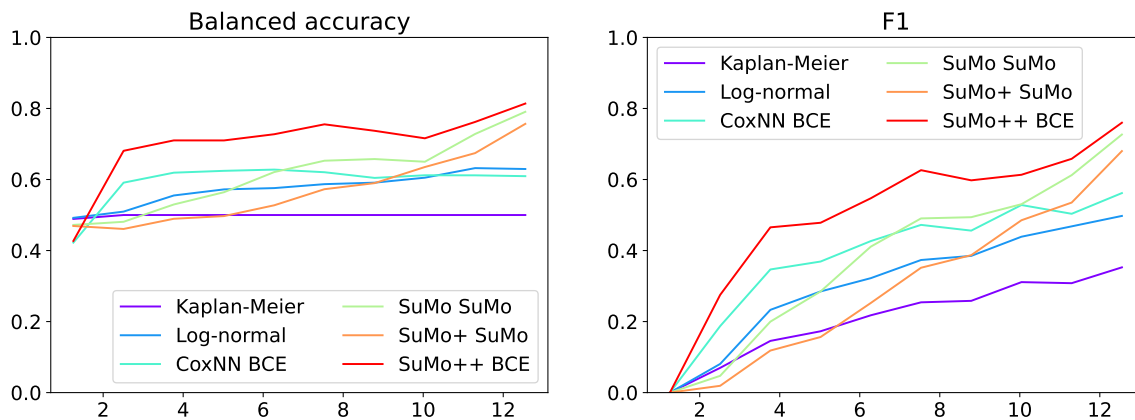 Balanced accuracy
1.0
0.8
0.6
0.4
0.2
0.0
Kaplan-Meier
Log-normal
CoxNN BCE
SuMo SuMo
SuMo+ SuMo
SuMo++ BCE
2 4 6 8 10 12
F1
1.0
0.8
0.6
0.4
0.2
0.0
Kaplan-Meier
Log-normal
CoxNN BCE
SuMo SuMo
SuMo+ SuMo
SuMo++ BCE
2 4 6 8 10 12